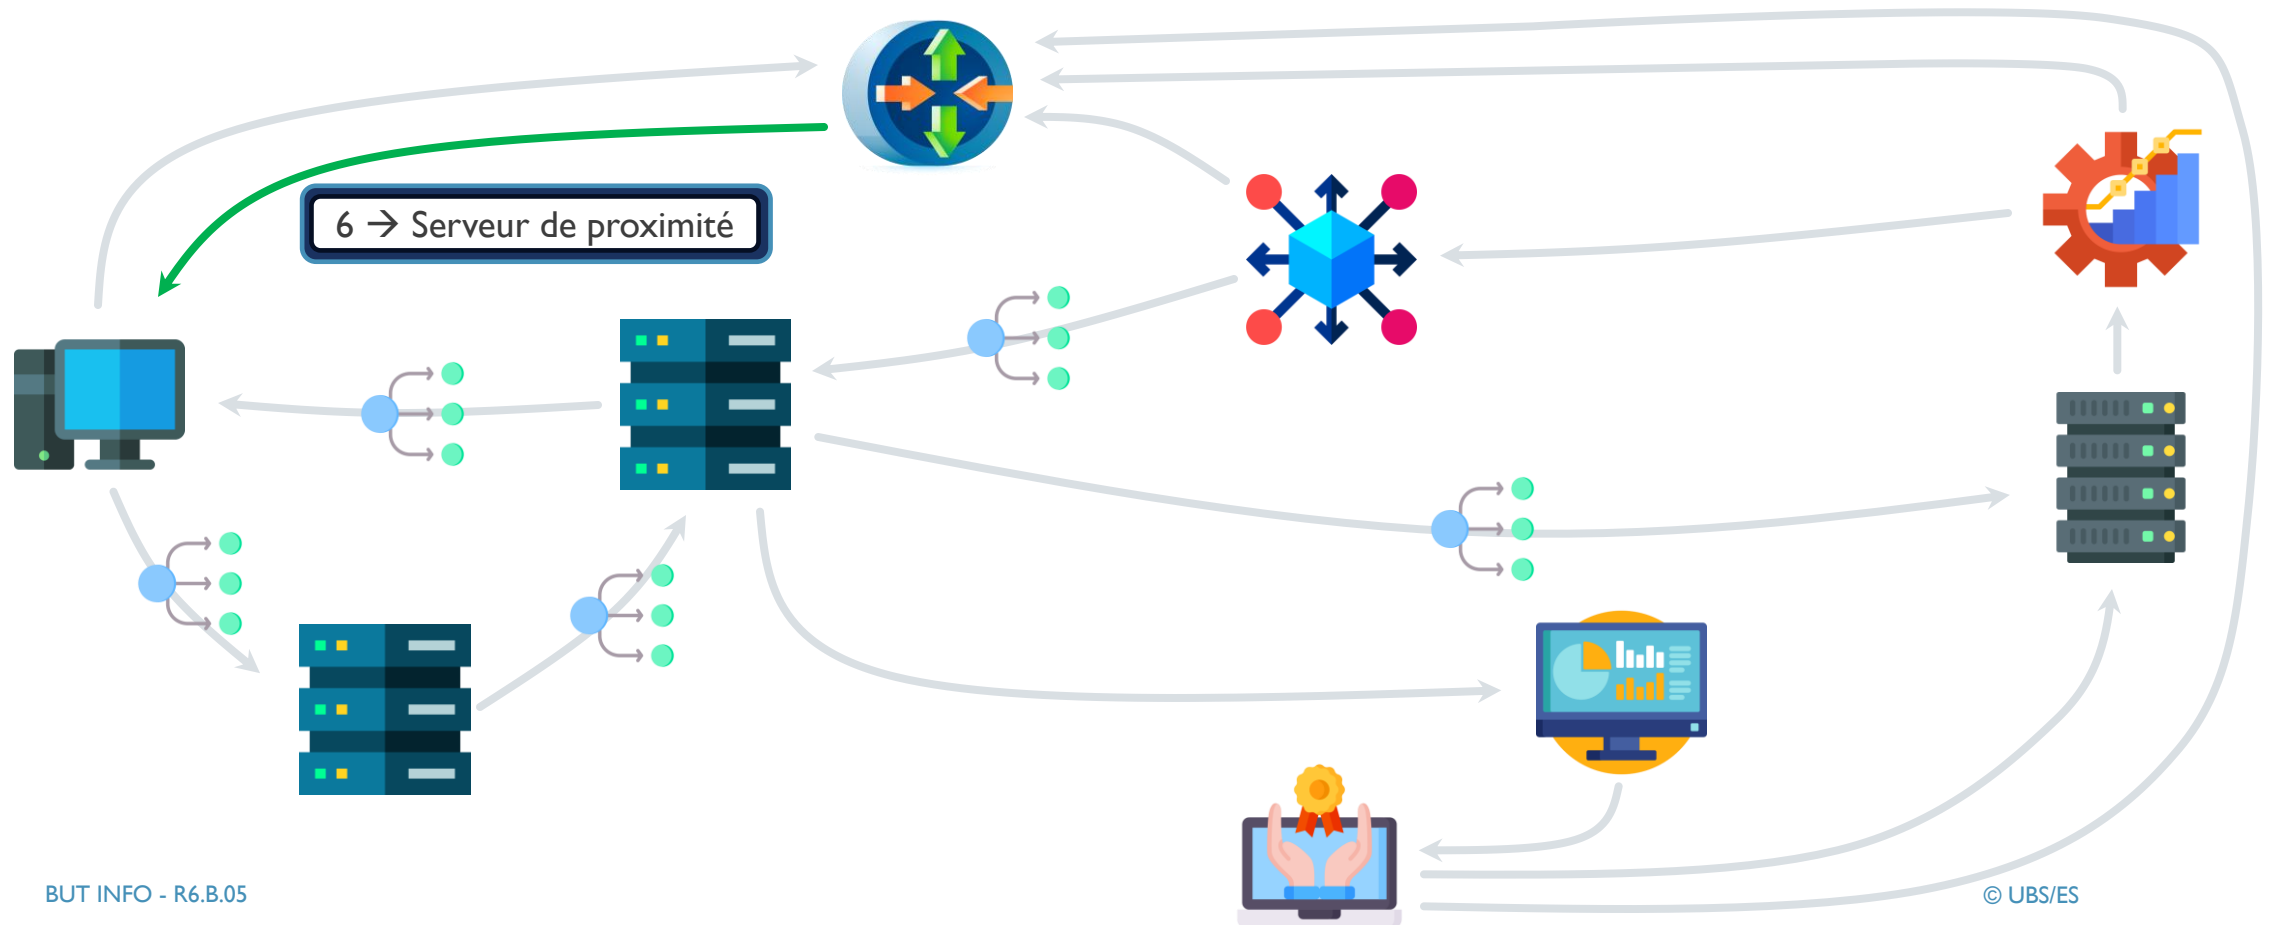 6 → Serveur de proximité
BUT INFO - R6.B.05
© UBS/ES